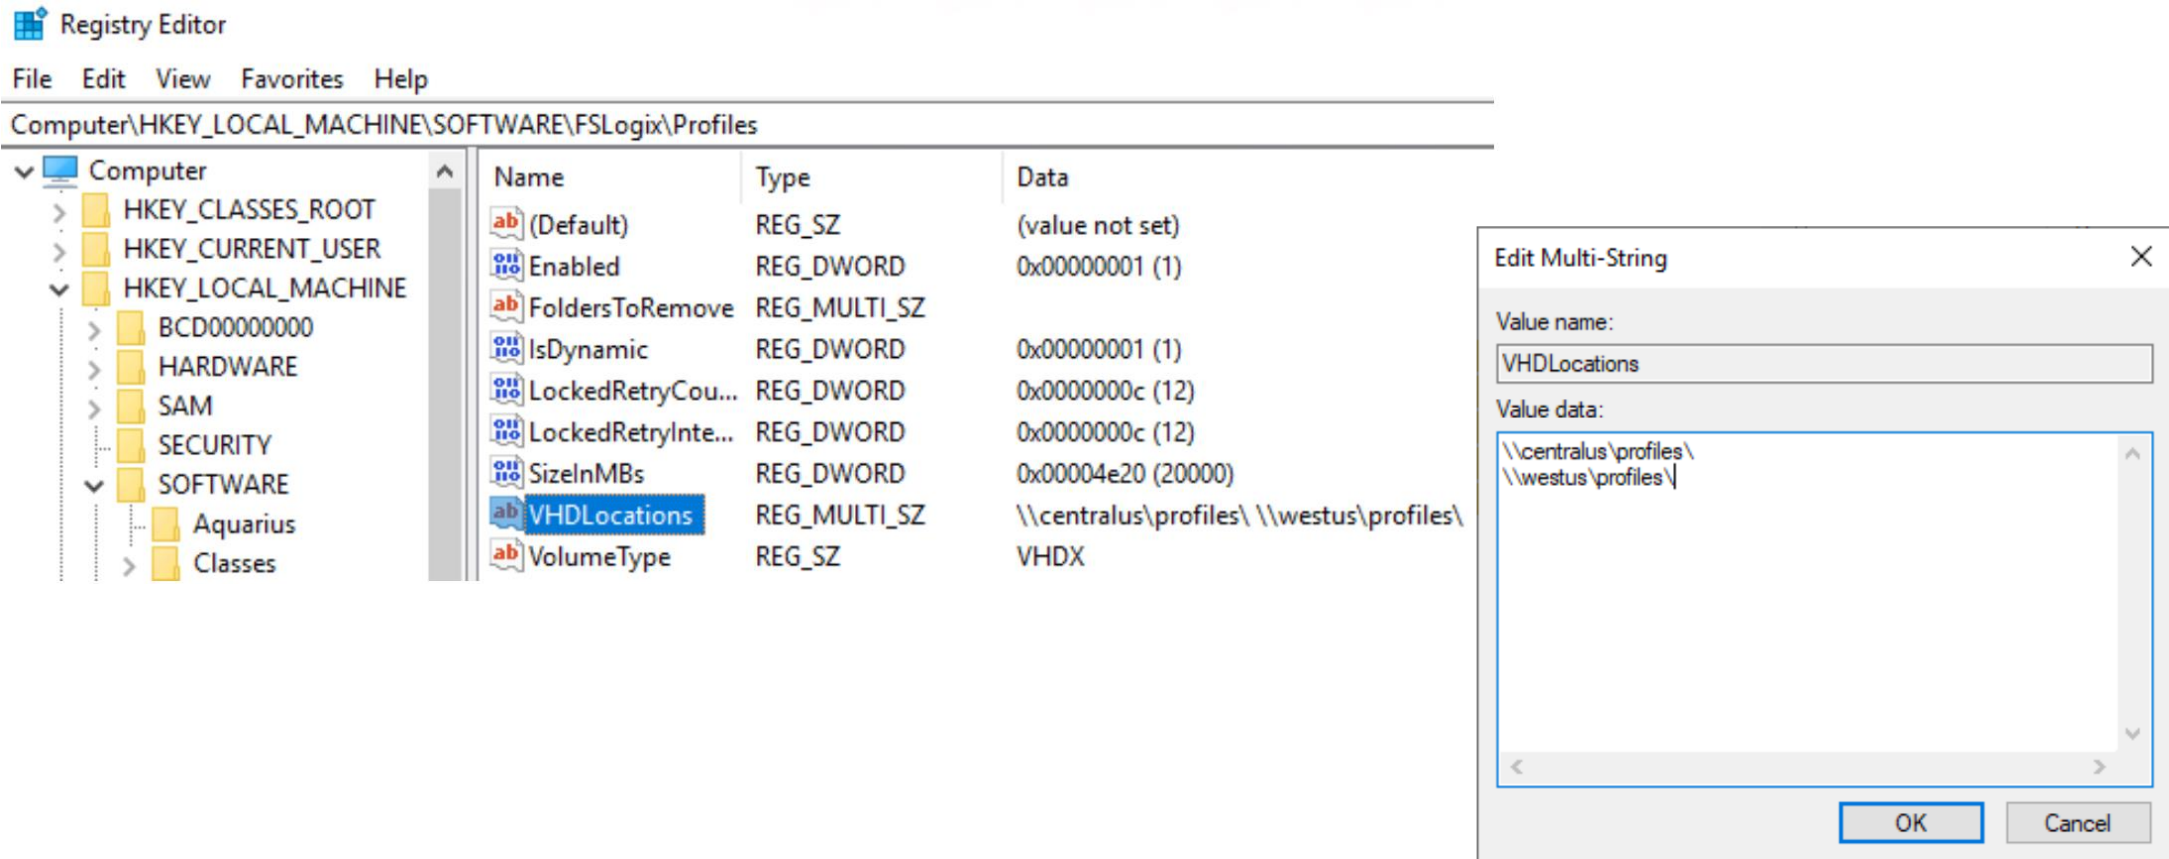 Registry Editor
File Edit View Favorites Help
Computer\HKEY_LOCAL_MACHINE\SOFTWARE\FSLogix\Profiles
Computer
HKEY_CLASSES_ROOT
HKEY_CURRENT_USER
HKEY_LOCAL_MACHINE
BCD00000000
HARDWARE
SAM
SECURITY
SOFTWARE
Aquarius
Classes
Name Type Data
(Default) REG_SZ (value not set)
Enabled REG_DWORD 0x00000001 (1)
FoldersToRemove REG_MULTI_SZ
IsDynamic REG_DWORD 0x00000001 (1)
LockedRetryCou... REG_DWORD 0x0000000c (12)
LockedRetryInte... REG_DWORD 0x0000000c (12)
SizeInMBs REG_DWORD 0x00004e20 (20000)
VHDLocations REG_MULTI_SZ \\centralus\profiles\ \\westus\profiles\
VolumeType REG_SZ VHDX
Edit Multi-String
Value name:
VHDLocations
Value data:
\\centralus\profiles\
\\westus\profiles\
OK Cancel